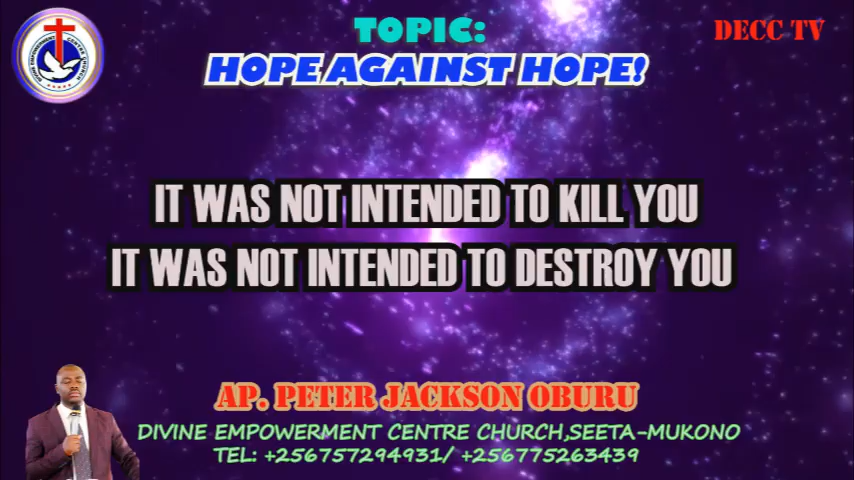 TOPIC:
DECC TV
HOPE AGAINST HOPE!
IT WAS NOT INTENDED TO KILL YOU
IT WAS NOT INTENDED TO DESTROY YOU
AP. PETER JACKSON OBURU
DIVINE EMPOWERMENT CENTRE CHURCH,SEETA-MUKONO
TEL: +256757294931/ +256775263439